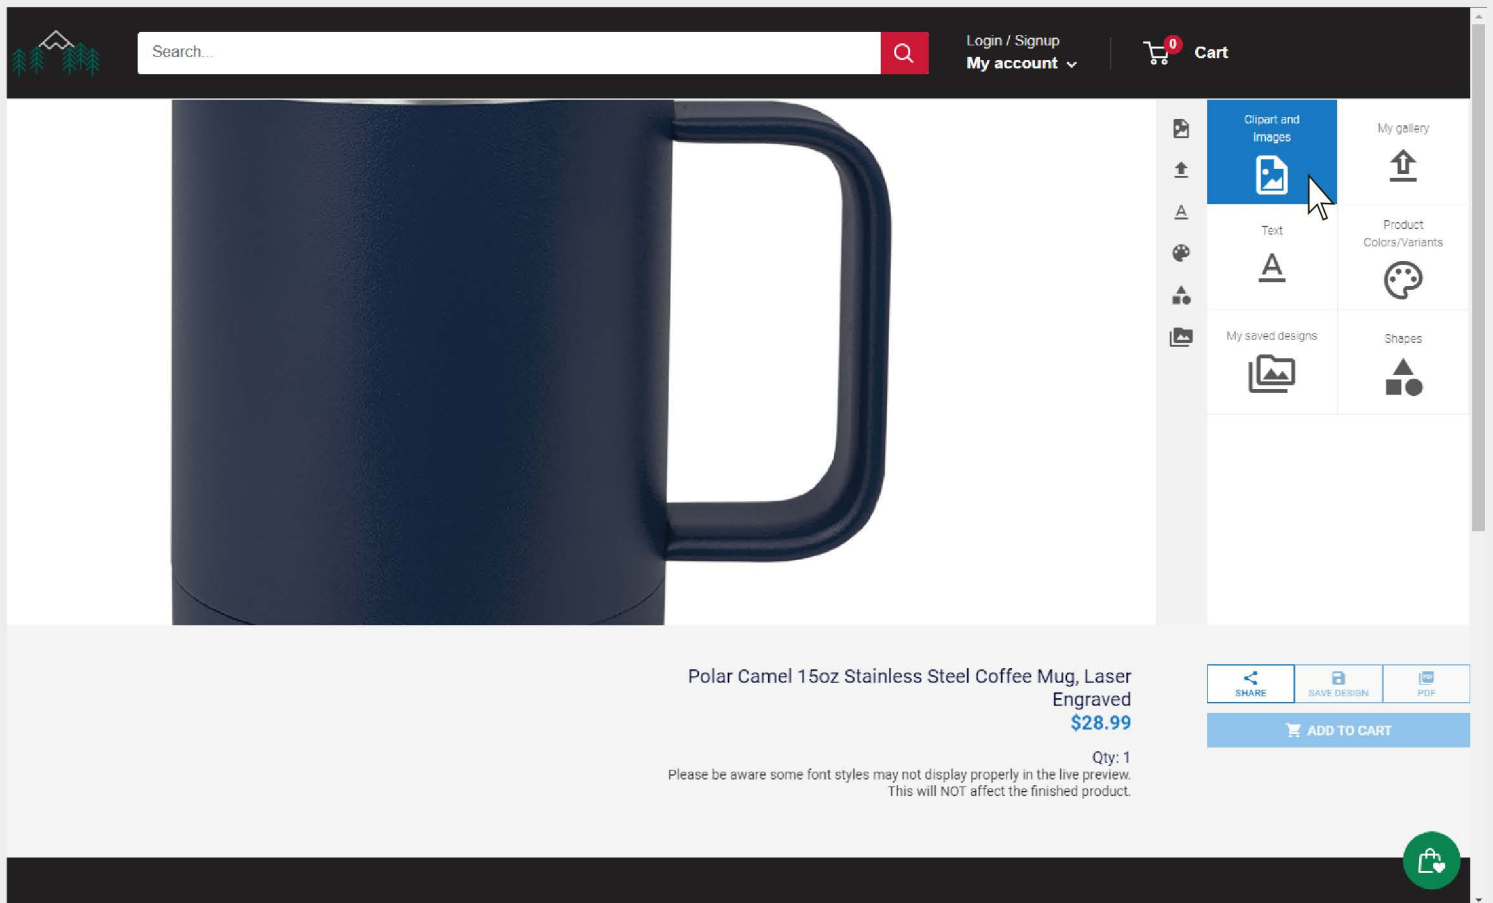 Search...
Login / Signup
My account
0
Cart
Clipart and
Images
My gallery
Text
Product
Colors/Variants
My saved designs
Shapes
Polar Camel 15oz Stainless Steel Coffee Mug, Laser
Engraved
$28.99
Qty: 1
Please be aware some font styles may not display properly in the live preview.
This will NOT affect the finished product.
SHARE
SAVE DESIGN
PDF
PDF
ADD TO CART